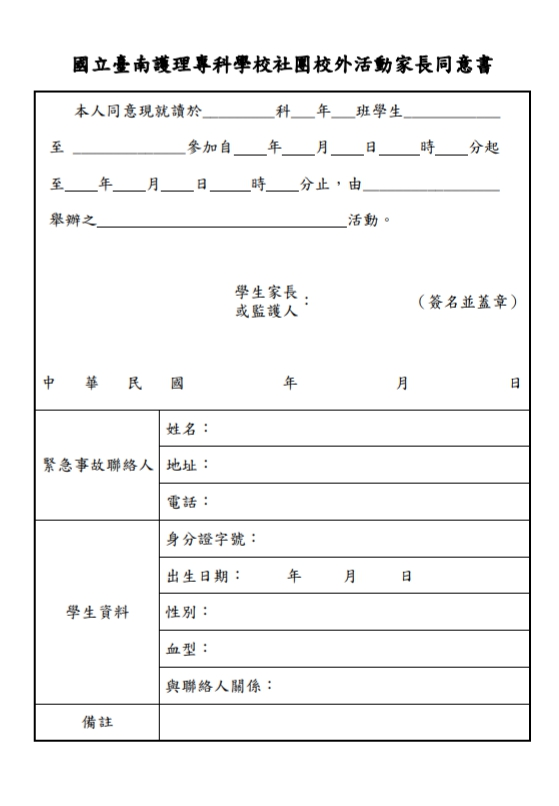 國立臺南護理專科學校社團校外活動家長同意書
本人同意現就讀於_________科___年___班學生____________
至 ______________參加自____年____月____日_____時____分起
至____年____月____日_____時____分止，由_________________
舉辦之_______________________________活動。
學生家長
或監護人：
（簽名並蓋章）
中 華 民 國 年 月 日
緊急事故聯絡人
姓名：
地址：
電話：
學生資料
身分證字號：
出生日期： 年 月 日
性別：
血型：
與聯絡人關係：
備註